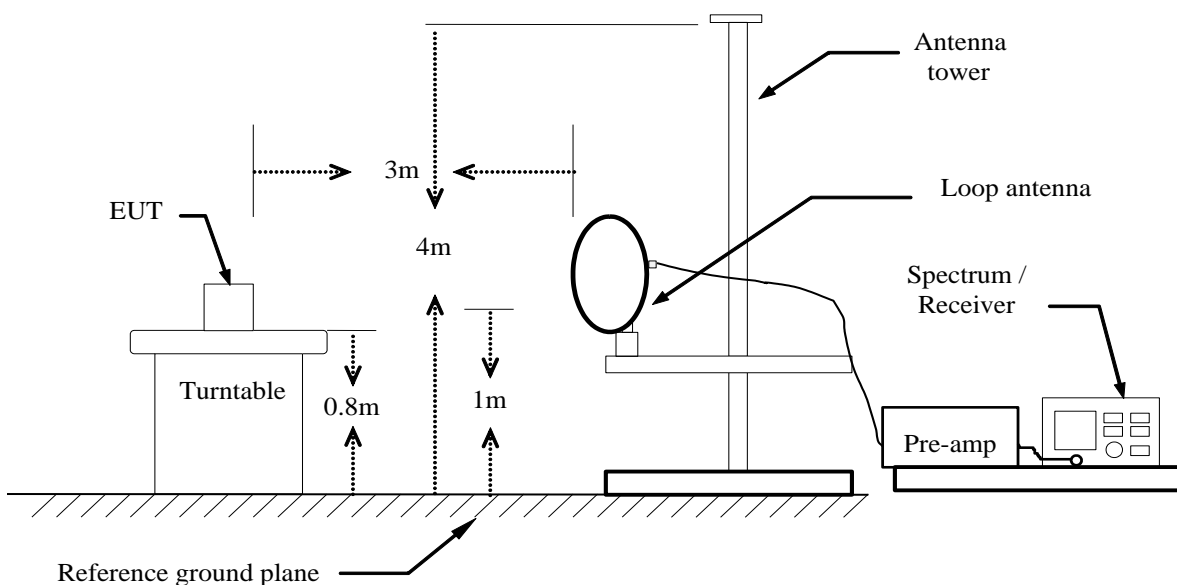 Antenna
tower
3m
Loop antenna
EUT
4m
Spectrum /
Receiver
Turntable
0.8m
1m
Pre-amp
Reference ground plane